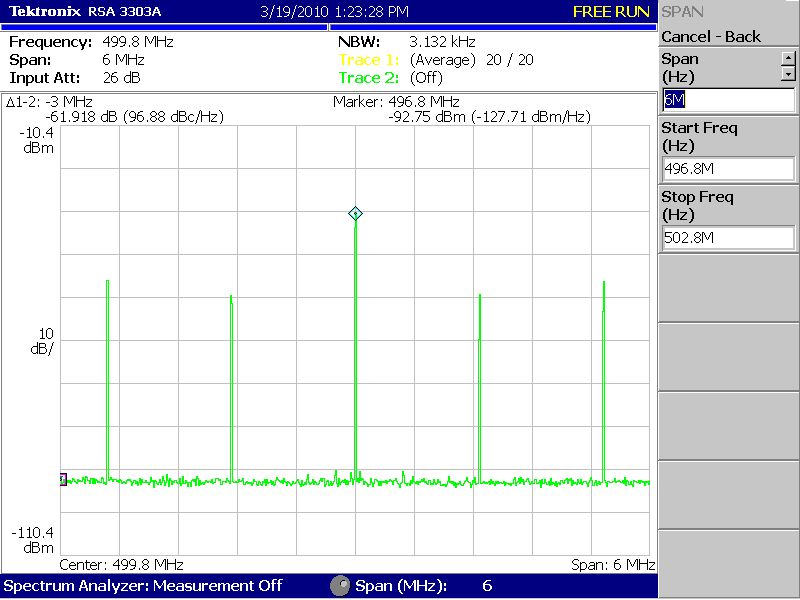 Tektronix RSA 3303A 3/19/2010 1:23:28 PM FREE RUN
SPAN
Cancel - Back
Frequency: 499.8 MHz
Span: 6 MHz
Input Att: 26 dB
NBW: 3.132 kHz
Trace 1: (Average) 20 / 20
Trace 2: (Off)
Δ1-2: -3 MHz
-61.918 dB (96.88 dBc/Hz)
Marker: 496.8 MHz
-92.75 dBm (-127.71 dBm/Hz)
-10.4
dBm
10
dB/
-110.4
dBm
Center: 499.8 MHz
Span: 6 MHz
Span
(Hz)
6M
Start Freq
(Hz)
496.8M
Stop Freq
(Hz)
502.8M
Spectrum Analyzer: Measurement Off
Span (MHz): 6